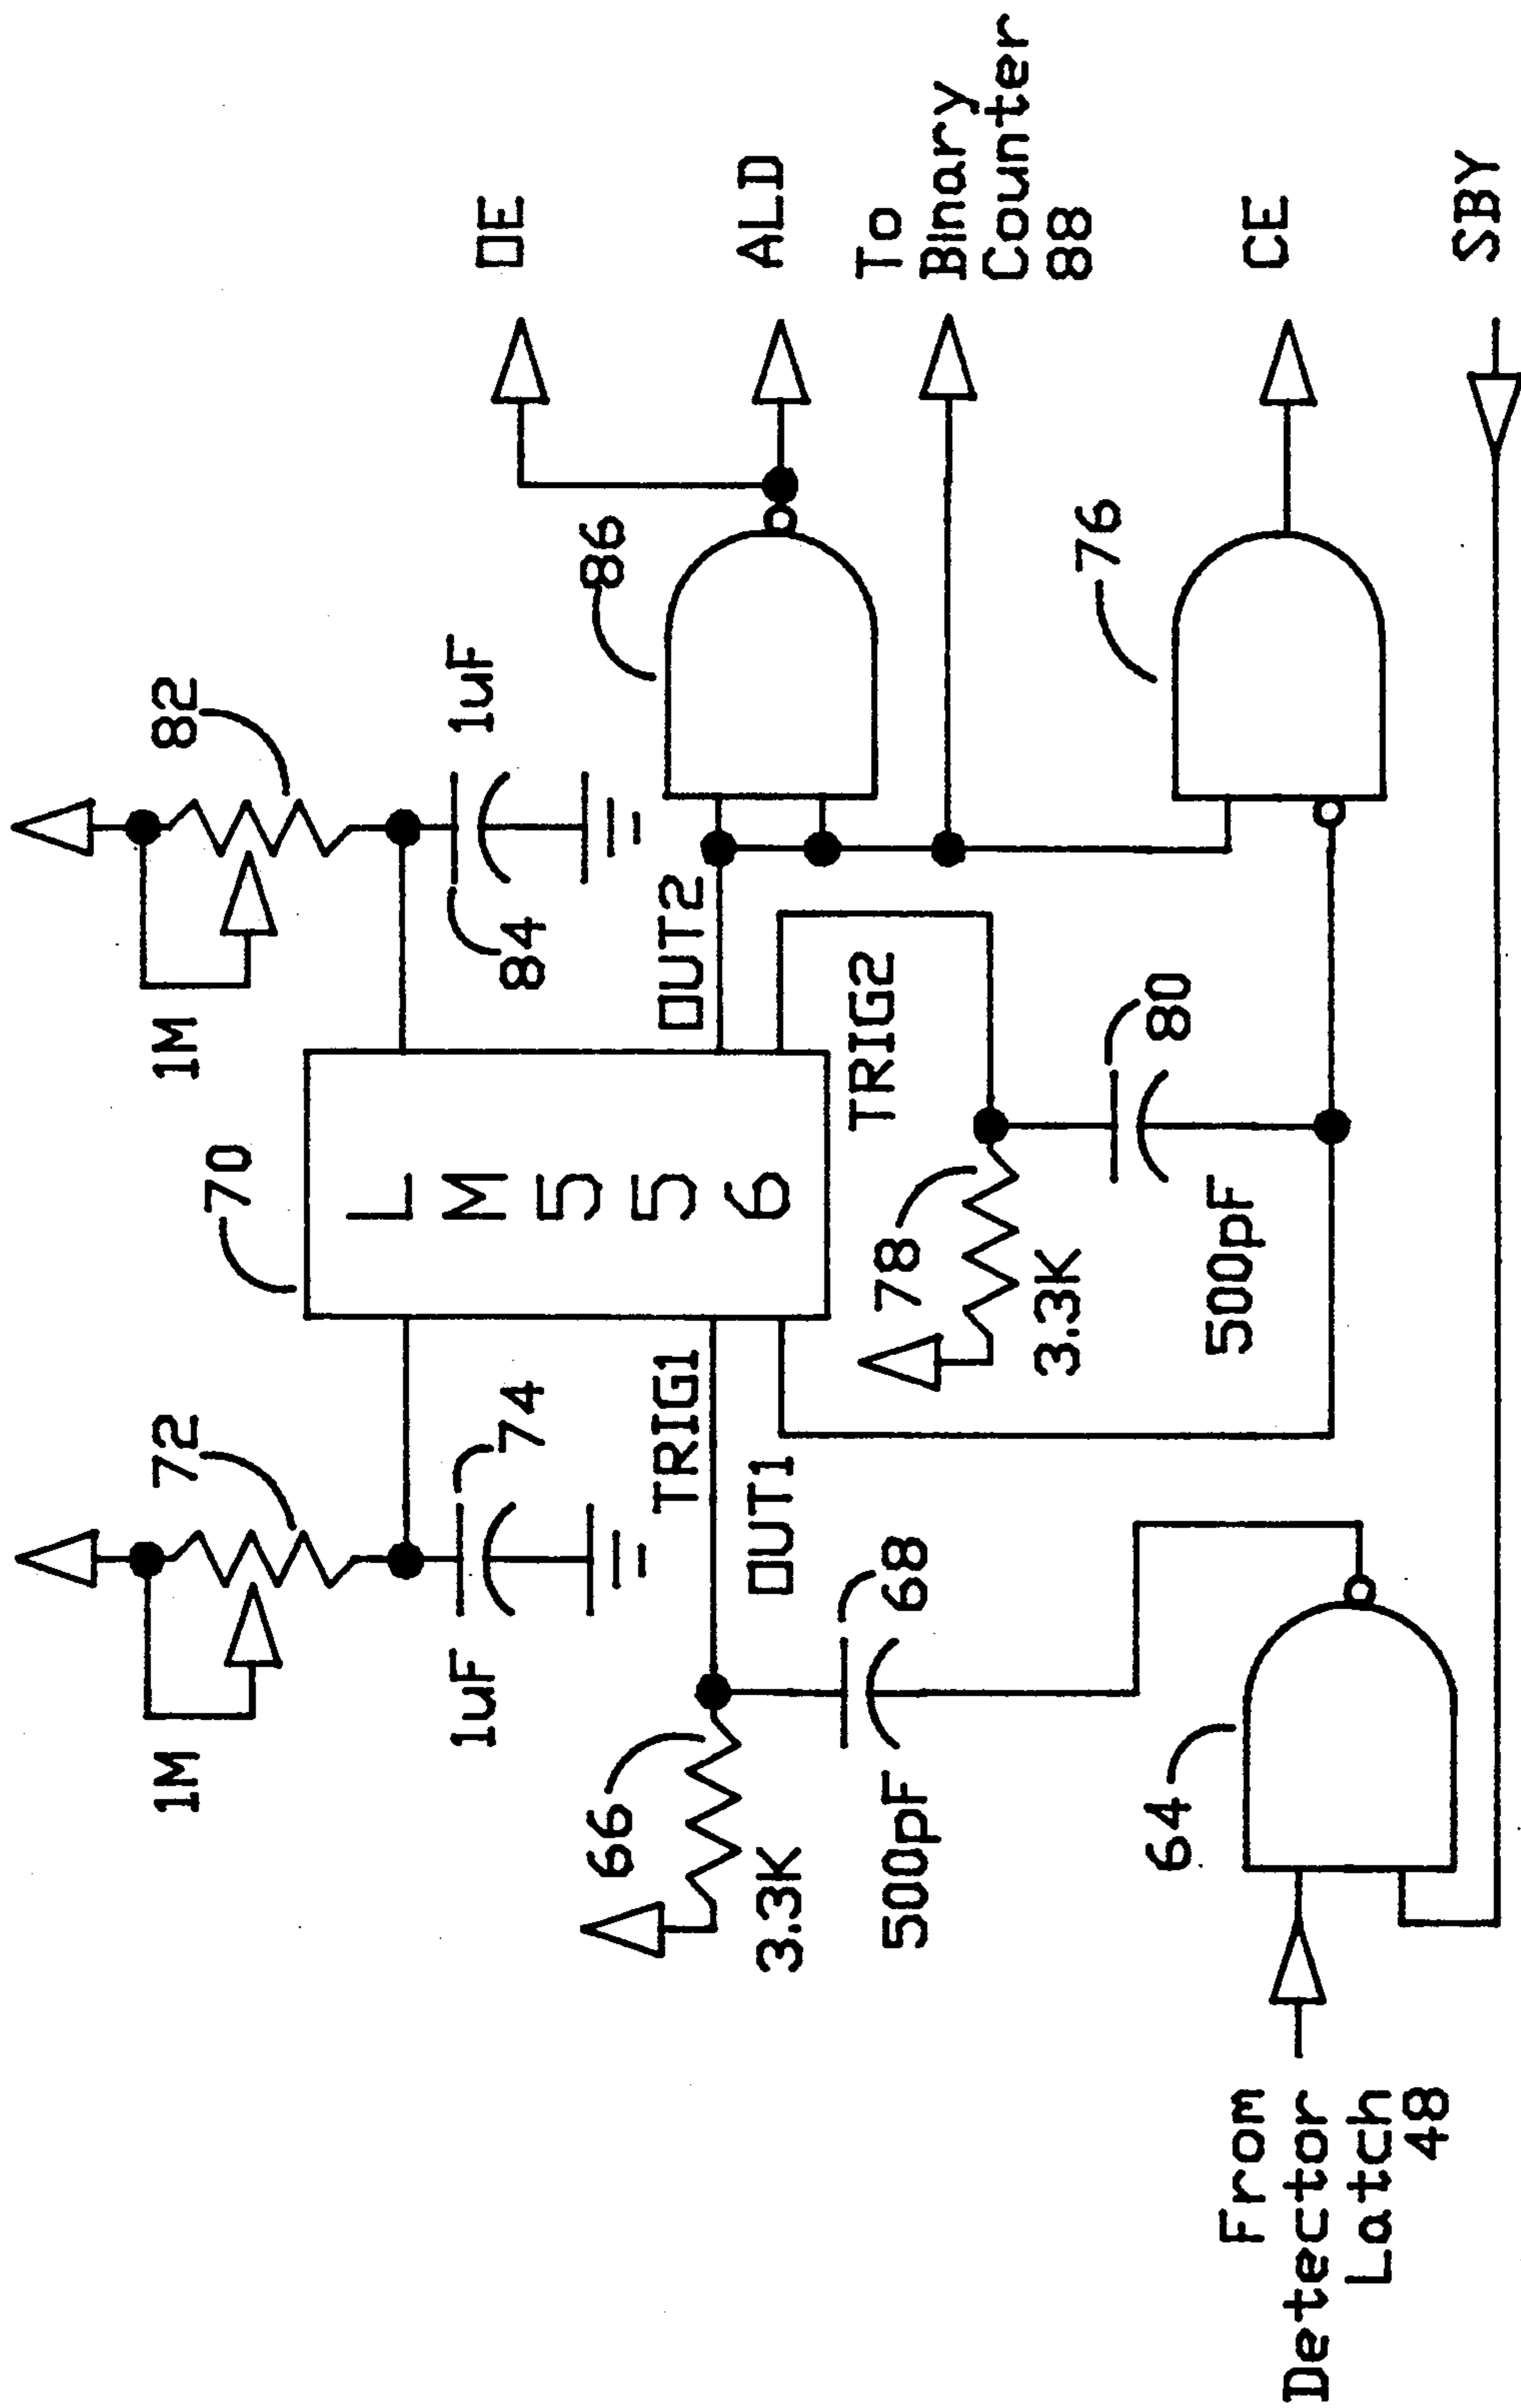 1M
72
1uF
74
70
LM556
1M
82
84
1uF
66
3.3K
TRIG1
OUT1
500pF
68
78
3.3K
TRIG2
OUT2
500pF
80
86
OE
ALD
To
Binary
Counter
88
76
CE
SBY
64
From
Detector
Latch
48